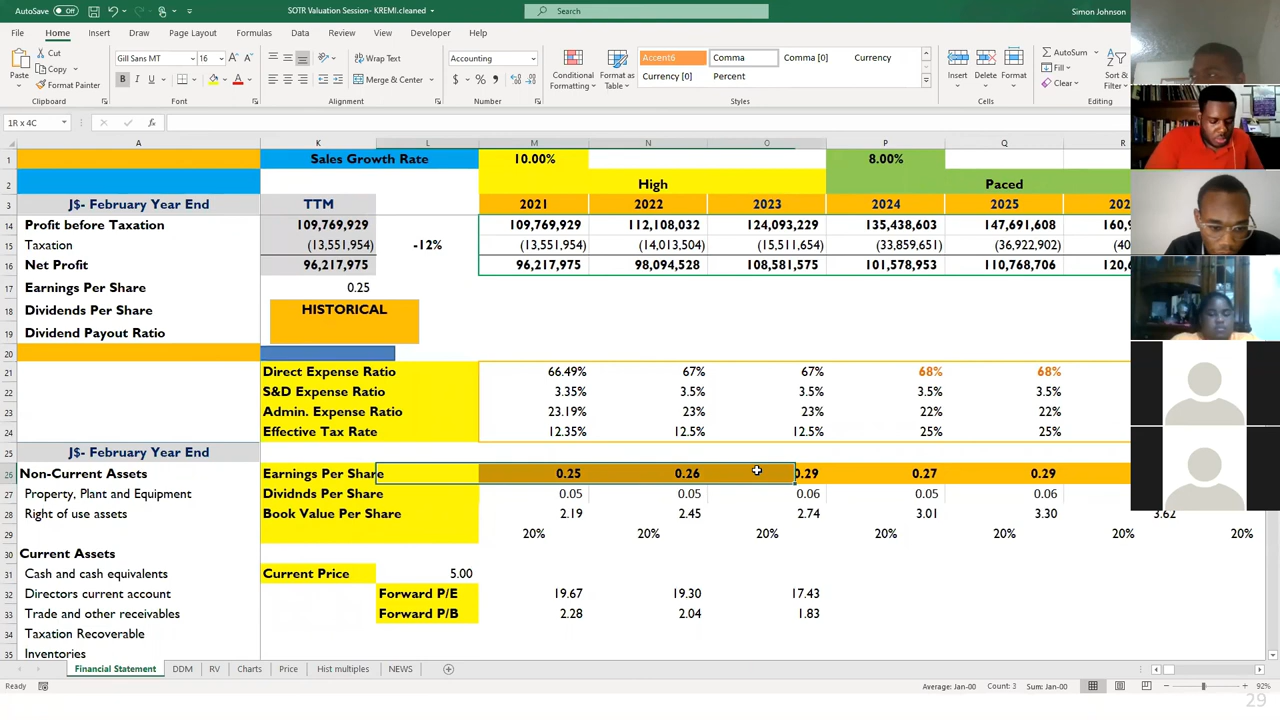 AutoSave Off SOTR Valuation Session- KREMI.cleaned Search Simon Johnson
File Home Insert Draw Page Layout Formulas Data Review View Developer Help
Paste Cut Copy Format Painter Clipboard
Gill Sans MT 16 B I U Font
Wrap Text Merge & Center Alignment
Accounting $ % Number
Conditional Formatting Format as Table
Accent6 Comma Comma [0] Currency
Currency [0] Percent
Styles
Insert Delete Format Cells
AutoSum Fill Clear Sort & Filter Editing
1R x 4C fx
A K L M N O P Q R
1 Sales Growth Rate 10.00% 8.00%
2 High Paced
3 J$- February Year End TTM 2021 2022 2023 2024 2025 202
14 Profit before Taxation 109,769,929 109,769,929 112,108,032 124,093,229 135,438,603 147,691,608 160,9
15 Taxation (13,551,954) -12% (13,551,954) (14,013,504) (15,511,654) (33,859,651) (36,922,902) (40
16 Net Profit 96,217,975 96,217,975 98,094,528 108,581,575 101,578,953 110,768,706 120,6
17 Earnings Per Share 0.25
18 Dividends Per Share HISTORICAL
19 Dividend Payout Ratio
20
21 Direct Expense Ratio 66.49% 67% 67% 68% 68%
22 S&D Expense Ratio 3.35% 3.5% 3.5% 3.5% 3.5%
23 Admin. Expense Ratio 23.19% 23% 23% 22% 22%
24 Effective Tax Rate 12.35% 12.5% 12.5% 25% 25%
25 J$- February Year End
26 Non-Current Assets Earnings Per Share 0.25 0.26 0.29 0.27 0.29
27 Property, Plant and Equipment Dividnds Per Share 0.05 0.05 0.06 0.05 0.06
28 Right of use assets Book Value Per Share 2.19 2.45 2.74 3.01 3.30 3.62
20% 20% 20% 20% 20% 20% 20%
30 Current Assets
31 Cash and cash equivalents Current Price 5.00
32 Directors current account Forward P/E 19.67 19.30 17.43
33 Trade and other receivables Forward P/B 2.28 2.04 1.83
34 Taxation Recoverable
35 Inventories
Financial Statement DDM RV Charts Price Hist multiples NEWS
Ready Average: Jan-00 Count: 3 Sum: Jan-00 92%
29